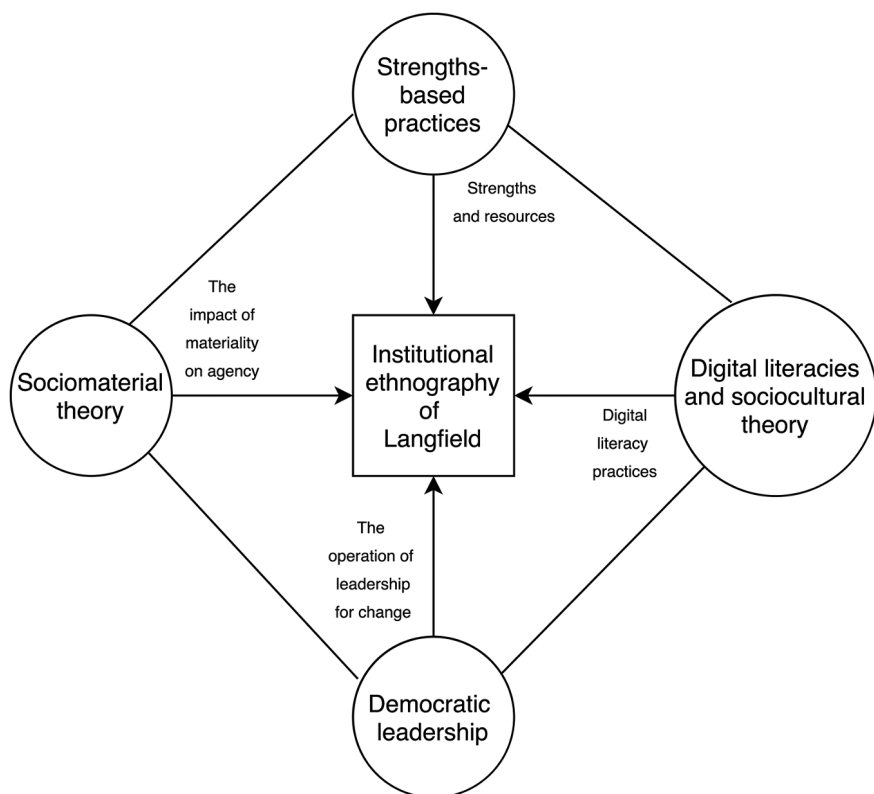 Strengths-
based
practices
Strengths
and resources
The
impact of
materiality
on agency
Sociomaterial
theory
Institutional
ethnography
of
Langfield
Digital literacies
and sociocultural
theory
Digital
literacy
practices
The
operation of
leadership
for change
Democratic
leadership